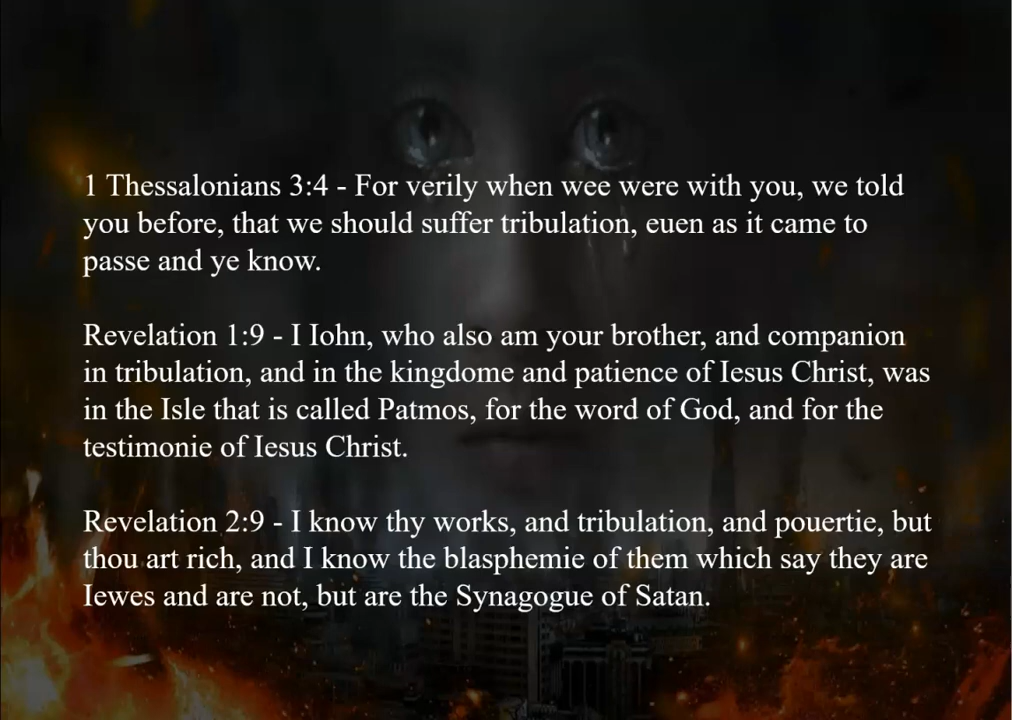 1 Thessalonians 3:4 - For verily when wee were with you, we told
you before, that we should suffer tribulation, euen as it came to
passe and ye know.
Revelation 1:9 - I Iohn, who also am your brother, and companion
in tribulation, and in the kingdome and patience of Iesus Christ, was
in the Isle that is called Patmos, for the word of God, and for the
testimonie of Iesus Christ.
Revelation 2:9 - I know thy works, and tribulation, and pouertie, but
thou art rich, and I know the blasphemie of them which say they are
Iewes and are not, but are the Synagogue of Satan.